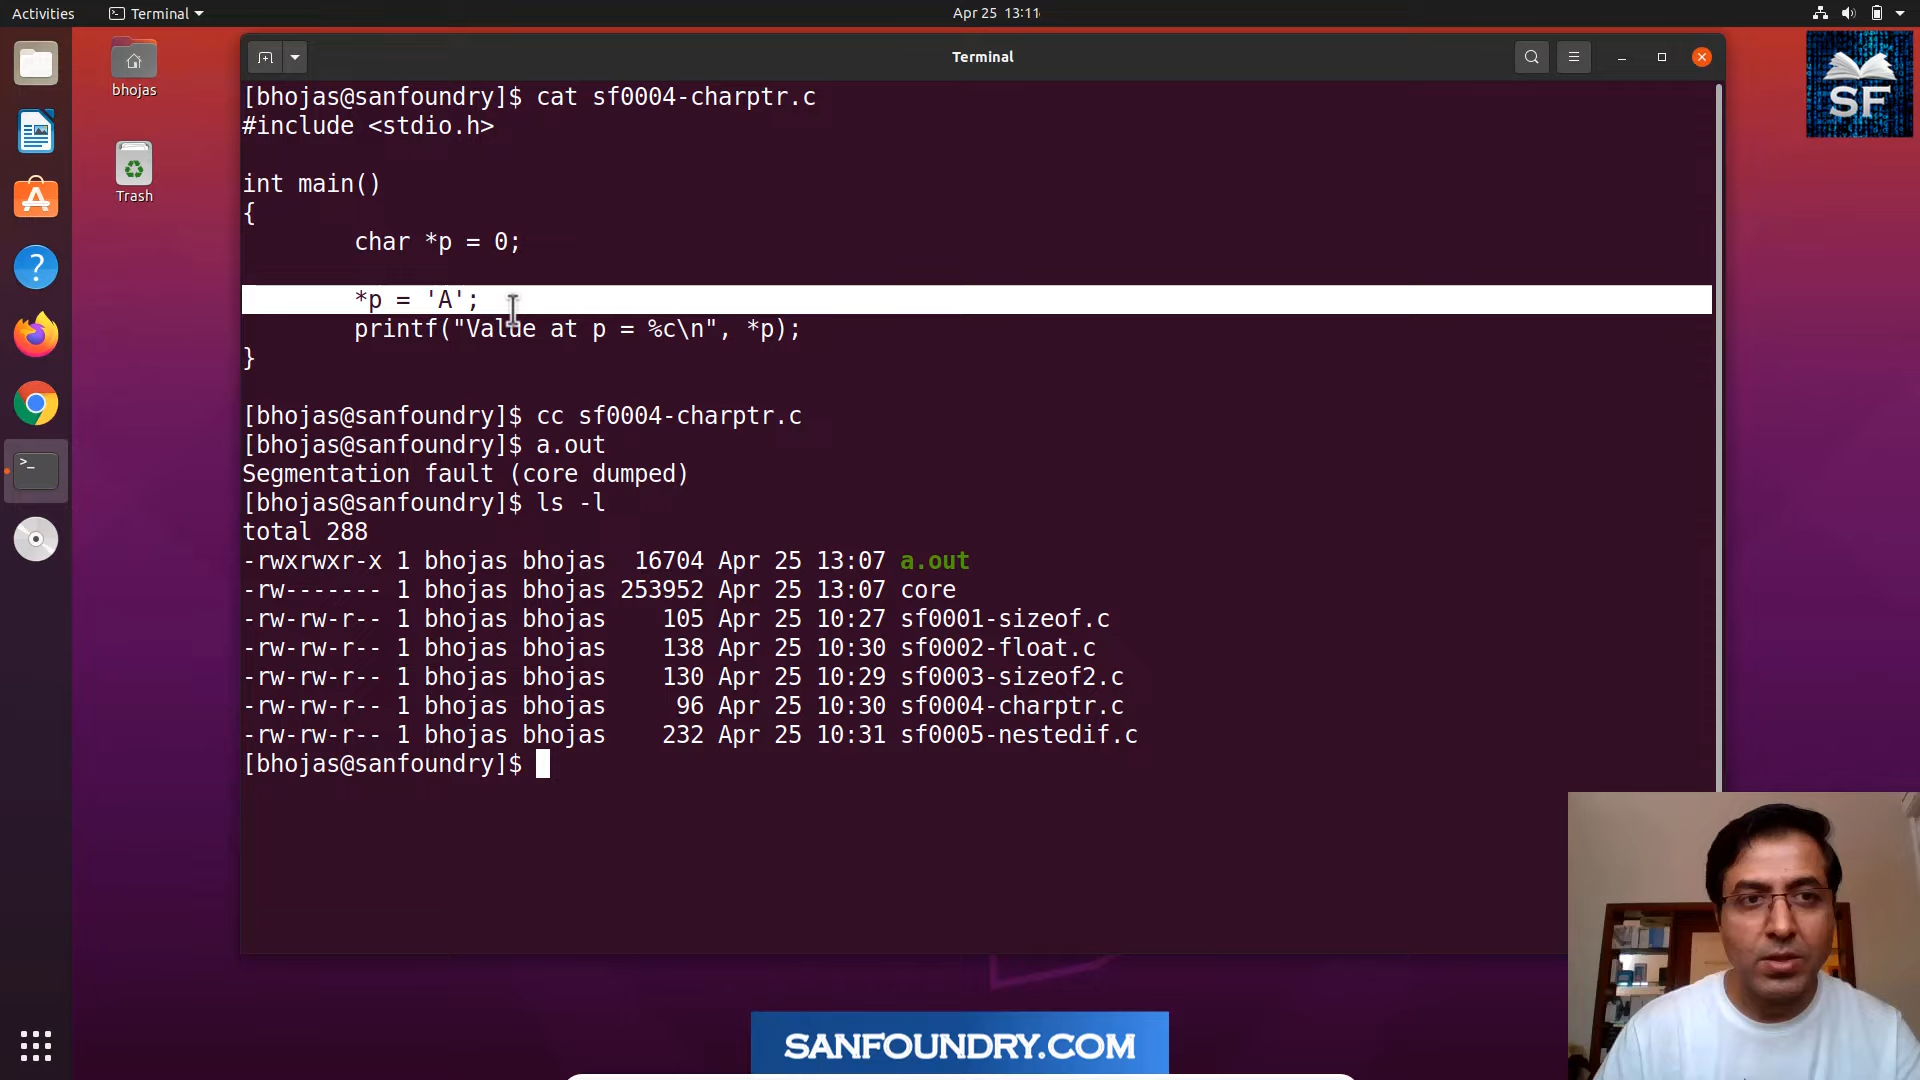 Activities
Terminal
Apr 25 13:11
bhojas
Trash
Terminal
SF
[bhojas@sanfoundry]$ cat sf0004-charptr.c
#include <stdio.h>
int main()
{
char *p = 0;
*p = 'A';
printf("Value at p = %c\n", *p);
}
[bhojas@sanfoundry]$ cc sf0004-charptr.c
[bhojas@sanfoundry]$ a.out
Segmentation fault (core dumped)
[bhojas@sanfoundry]$ ls -l
total 288
-rwxrwxr-x 1 bhojas bhojas  16704 Apr 25 13:07 a.out
-rw------- 1 bhojas bhojas 253952 Apr 25 13:07 core
-rw-rw-r-- 1 bhojas bhojas    105 Apr 25 10:27 sf0001-sizeof.c
-rw-rw-r-- 1 bhojas bhojas    138 Apr 25 10:30 sf0002-float.c
-rw-rw-r-- 1 bhojas bhojas    130 Apr 25 10:29 sf0003-sizeof2.c
-rw-rw-r-- 1 bhojas bhojas     96 Apr 25 10:30 sf0004-charptr.c
-rw-rw-r-- 1 bhojas bhojas    232 Apr 25 10:31 sf0005-nestedif.c
[bhojas@sanfoundry]$
SANFOUNDRY.COM